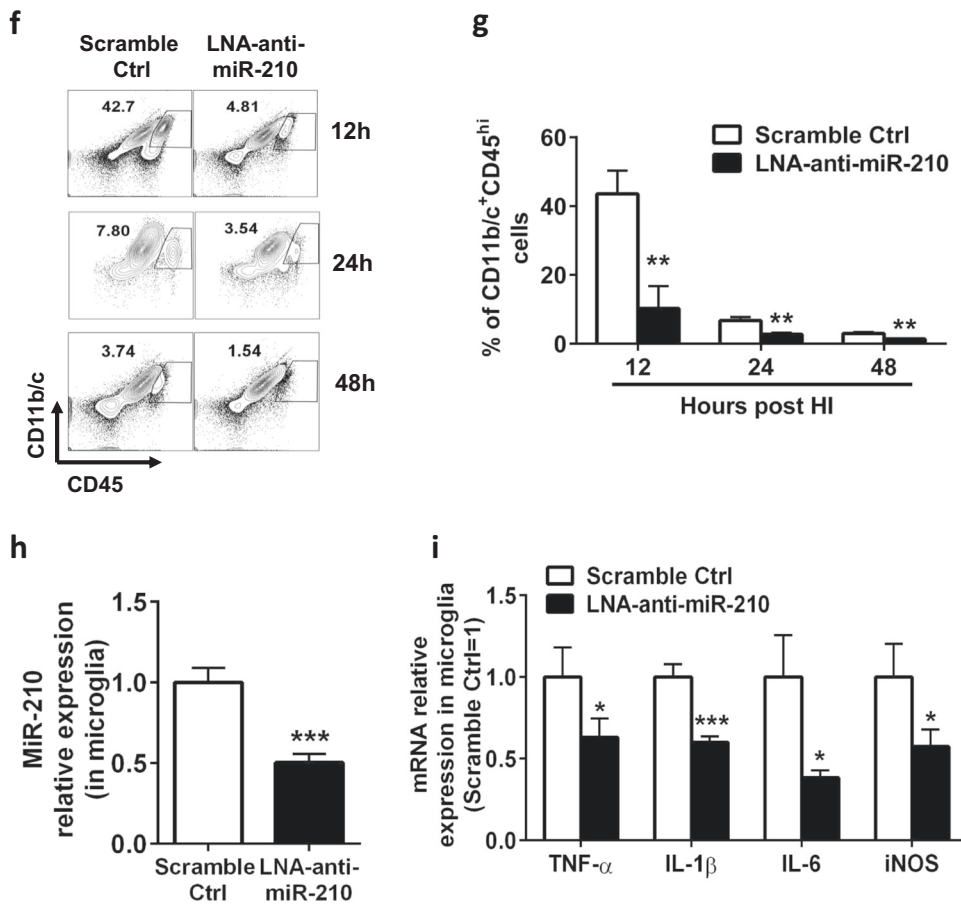 f
Scramble
Ctrl
LNA-anti-
miR-210
42.7
4.81
12h
7.80
3.54
24h
3.74
1.54
48h
CD11b/c
CD45
g
Scramble Ctrl
LNA-anti-miR-210
% of CD11b/c⁺CD45ʰⁱ
cells
60
40
20
0
**
**
**
12
24
48
Hours post HI
h
MiR-210
relative expression
(in microglia)
1.5
1.0
0.5
0.0
***
Scramble
Ctrl
LNA-anti-
miR-210
i
Scramble Ctrl
LNA-anti-miR-210
mRNA relative
expression in microglia
(Scramble Ctrl=1)
1.5
1.0
0.5
0.0
*
***
*
*
TNF-α
IL-1β
IL-6
iNOS